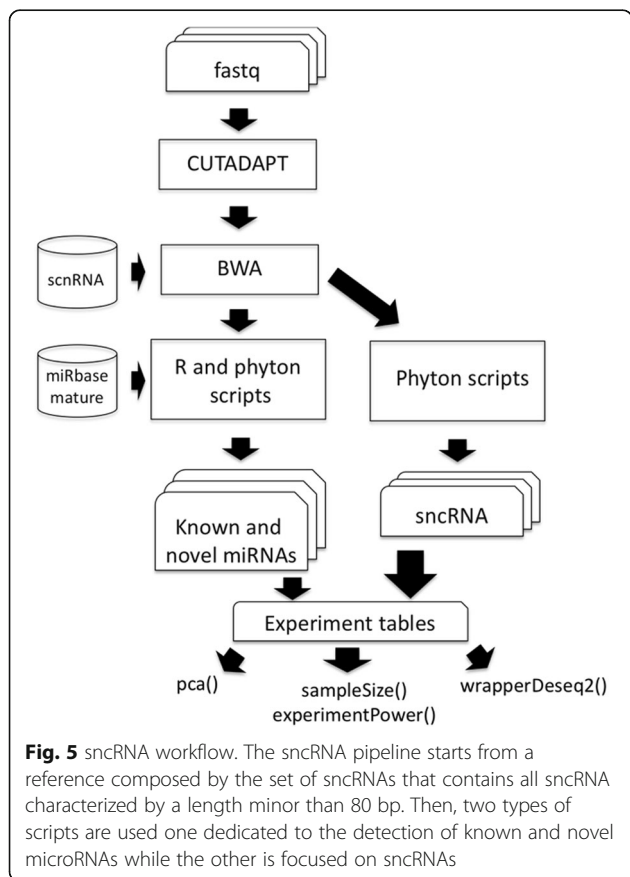 fastq
CUTADAPT
scnRNA
BWA
miRbase
mature
R and phyton
scripts
Phyton scripts
Known and
novel miRNAs
sncRNA
Experiment tables
pca()
sampleSize()
experimentPower()
wrapperDeseq2()
Fig. 5 sncRNA workflow. The sncRNA pipeline starts from a
reference composed by the set of sncRNAs that contains all sncRNA
characterized by a length minor than 80 bp. Then, two types of
scripts are used one dedicated to the detection of known and novel
microRNAs while the other is focused on sncRNAs